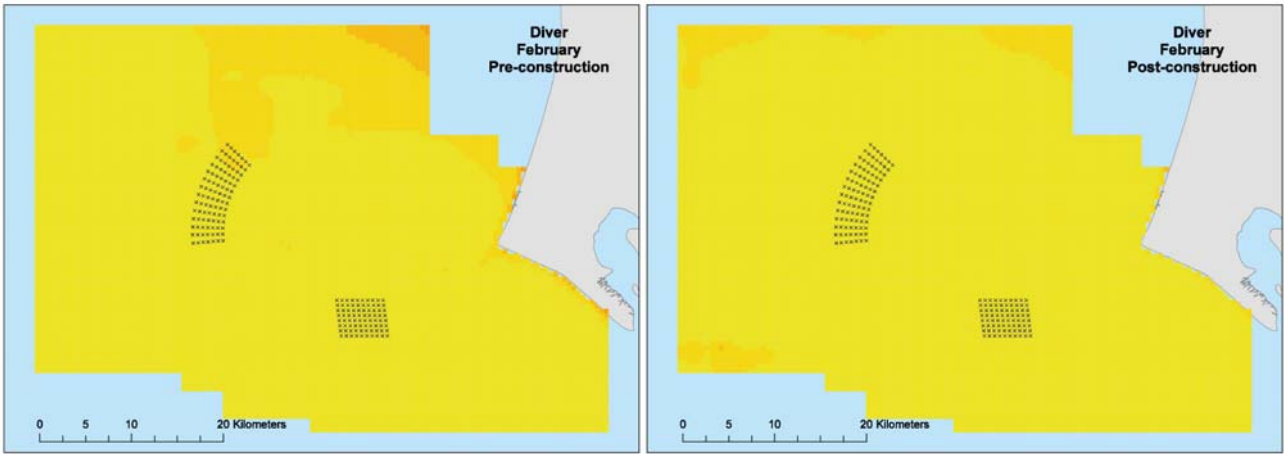 Diver
February
Pre-construction
0 5 10 20 Kilometers
Diver
February
Post-construction
0 5 10 20 Kilometers